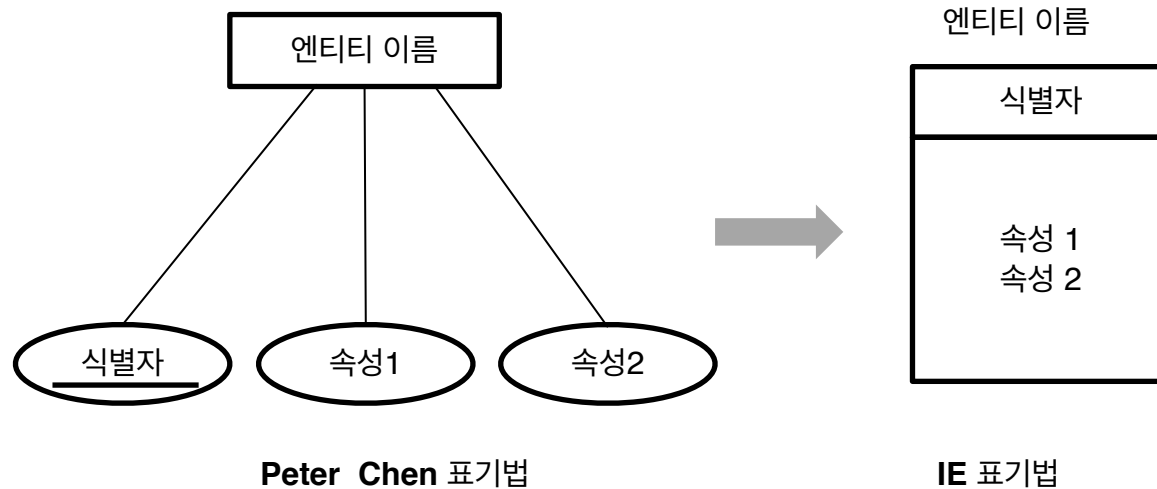 엔티티 이름
식별자
속성1
속성2
Peter Chen 표기법
엔티티 이름
식별자
속성 1
속성 2
IE 표기법